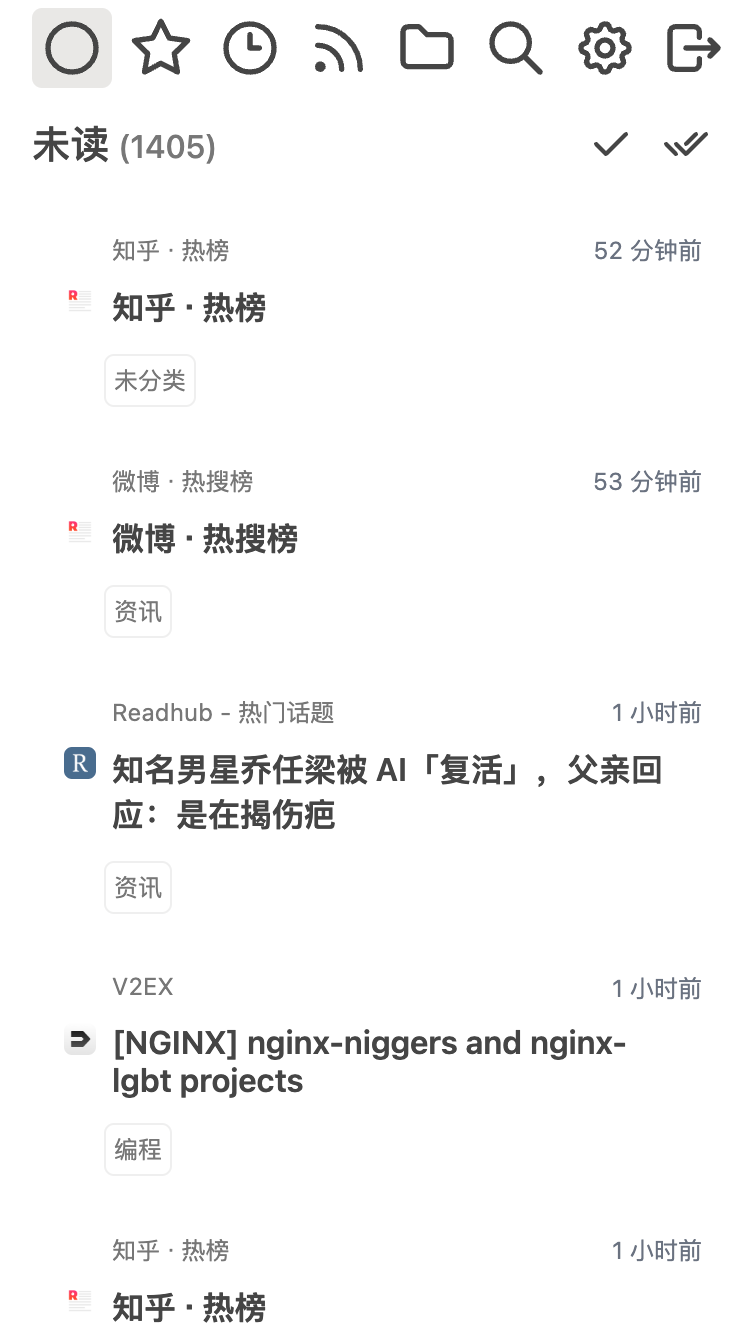 未读 (1405)
知乎 · 热榜
52 分钟前
R
知乎 · 热榜
未分类
微博 · 热搜榜
53 分钟前
R
微博 · 热搜榜
资讯
Readhub - 热门话题
1 小时前
R
知名男星乔任梁被 AI「复活」，父亲回
应：是在揭伤疤
资讯
V2EX
1 小时前
[NGINX] nginx-niggers and nginx-
lgbt projects
编程
知乎 · 热榜
1 小时前
R
知乎 · 热榜